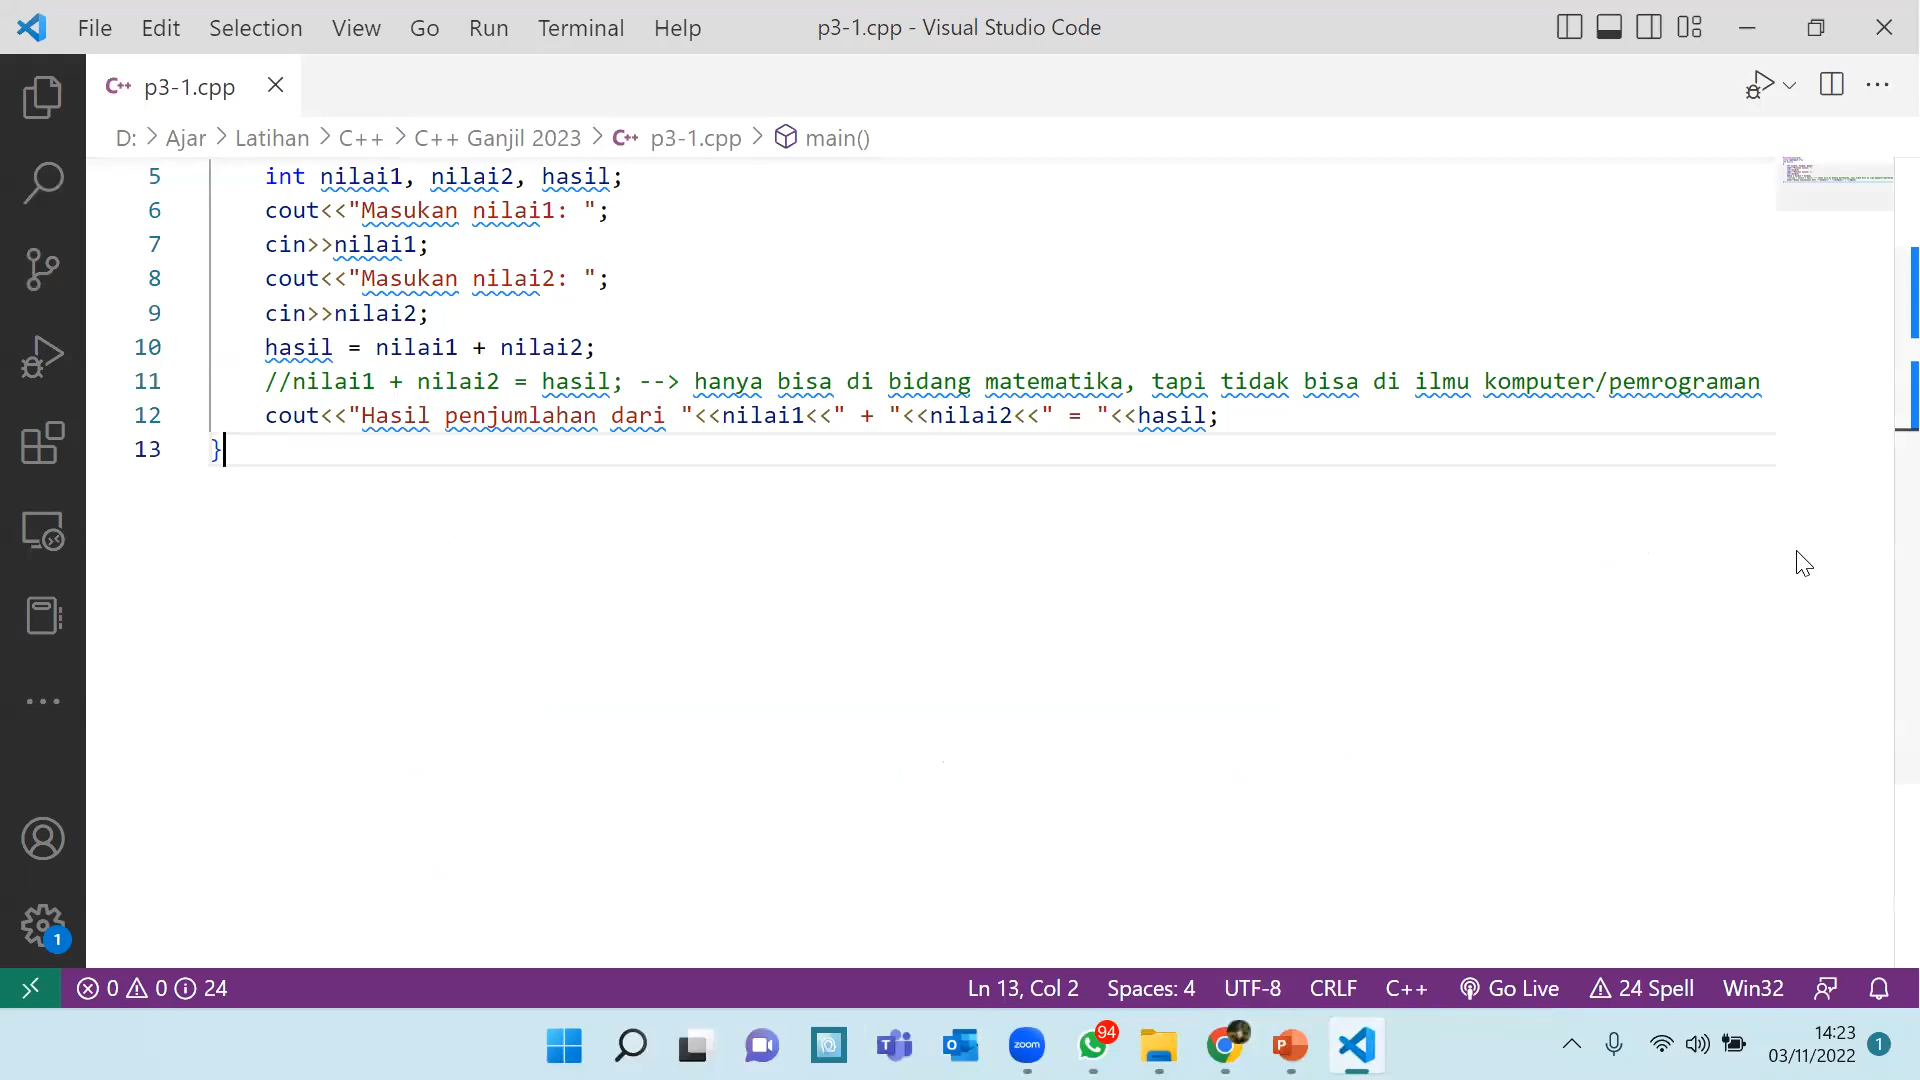 File Edit Selection View Go Run Terminal Help p3-1.cpp - Visual Studio Code
C++ p3-1.cpp
D: > Ajar > Latihan > C++ > C++ Ganjil 2023 > C++ p3-1.cpp > main()
5 int nilai1, nilai2, hasil;
6 cout<<"Masukan nilai1: ";
7 cin>>nilai1;
8 cout<<"Masukan nilai2: ";
9 cin>>nilai2;
10 hasil = nilai1 + nilai2;
11 //nilai1 + nilai2 = hasil; --> hanya bisa di bidang matematika, tapi tidak bisa di ilmu komputer/pemrograman
12 cout<<"Hasil penjumlahan dari "<<nilai1<<" + "<<nilai2<<" = "<<hasil;
13 }
1
0 0 24 Ln 13, Col 2 Spaces: 4 UTF-8 CRLF C++ Go Live 24 Spell Win32
zoom 94 14:23 1
03/11/2022